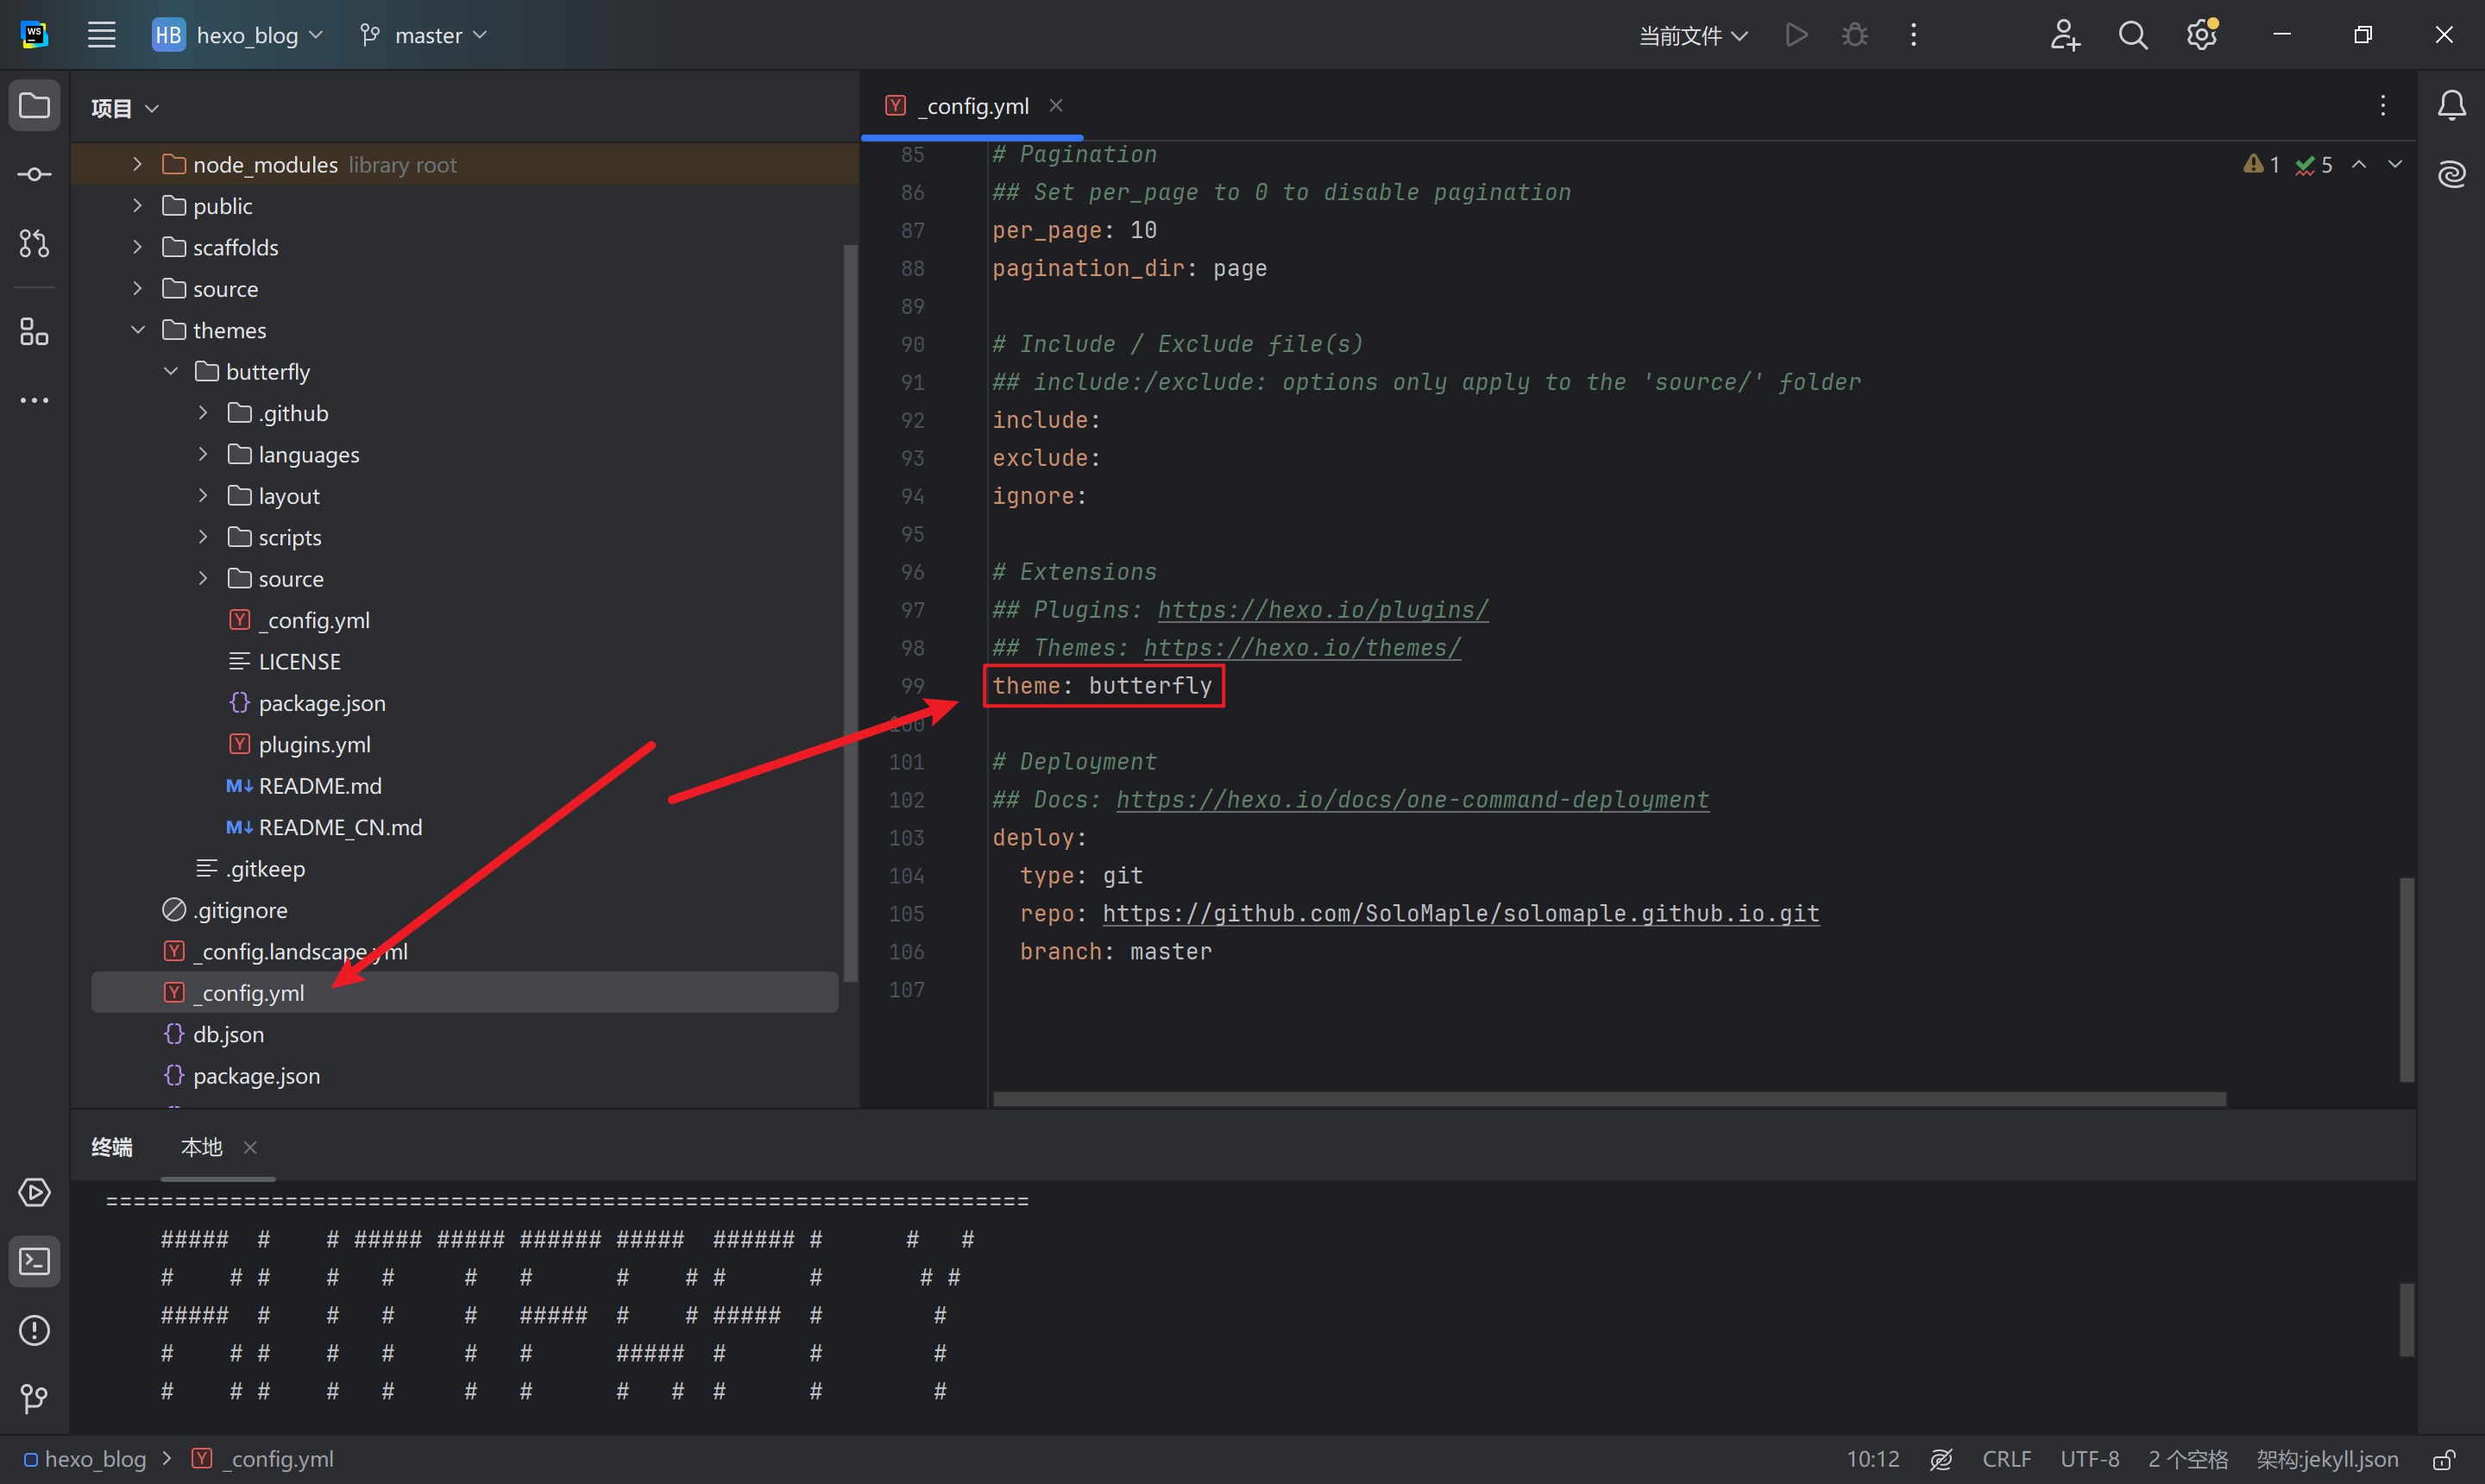 WS
HB hexo_blog master 当前文件
项目
node_modules library root
public
scaffolds
source
themes
butterfly
.github
languages
layout
scripts
source
_config.yml
LICENSE
package.json
plugins.yml
README.md
README_CN.md
.gitkeep
.gitignore
_config.landscape.yml
_config.yml
db.json
package.json
_config.yml
1 5
85 # Pagination
86 ## Set per_page to 0 to disable pagination
87 per_page: 10
88 pagination_dir: page
89
90 # Include / Exclude file(s)
91 ## include:/exclude: options only apply to the 'source/' folder
92 include:
93 exclude:
94 ignore:
95
96 # Extensions
97 ## Plugins: https://hexo.io/plugins/
98 ## Themes: https://hexo.io/themes/
99 theme: butterfly
100
101 # Deployment
102 ## Docs: https://hexo.io/docs/one-command-deployment
103 deploy:
104   type: git
105   repo: https://github.com/SoloMaple/solomaple.github.io.git
106   branch: master
107
终端 本地
===================================================================
    #####  #    # ##### ##### ###### #####  ###### #      #   #
    #    # #    #   #     #   #      #    # #      #       # #
    #####  #    #   #     #   #####  #    # #####  #        #
    #    # #    #   #     #   #      #####  #      #        #
    #    # #    #   #     #   #      #   #  #      #        #
hexo_blog > _config.yml
10:12 CRLF UTF-8 2 个空格 架构:jekyll.json